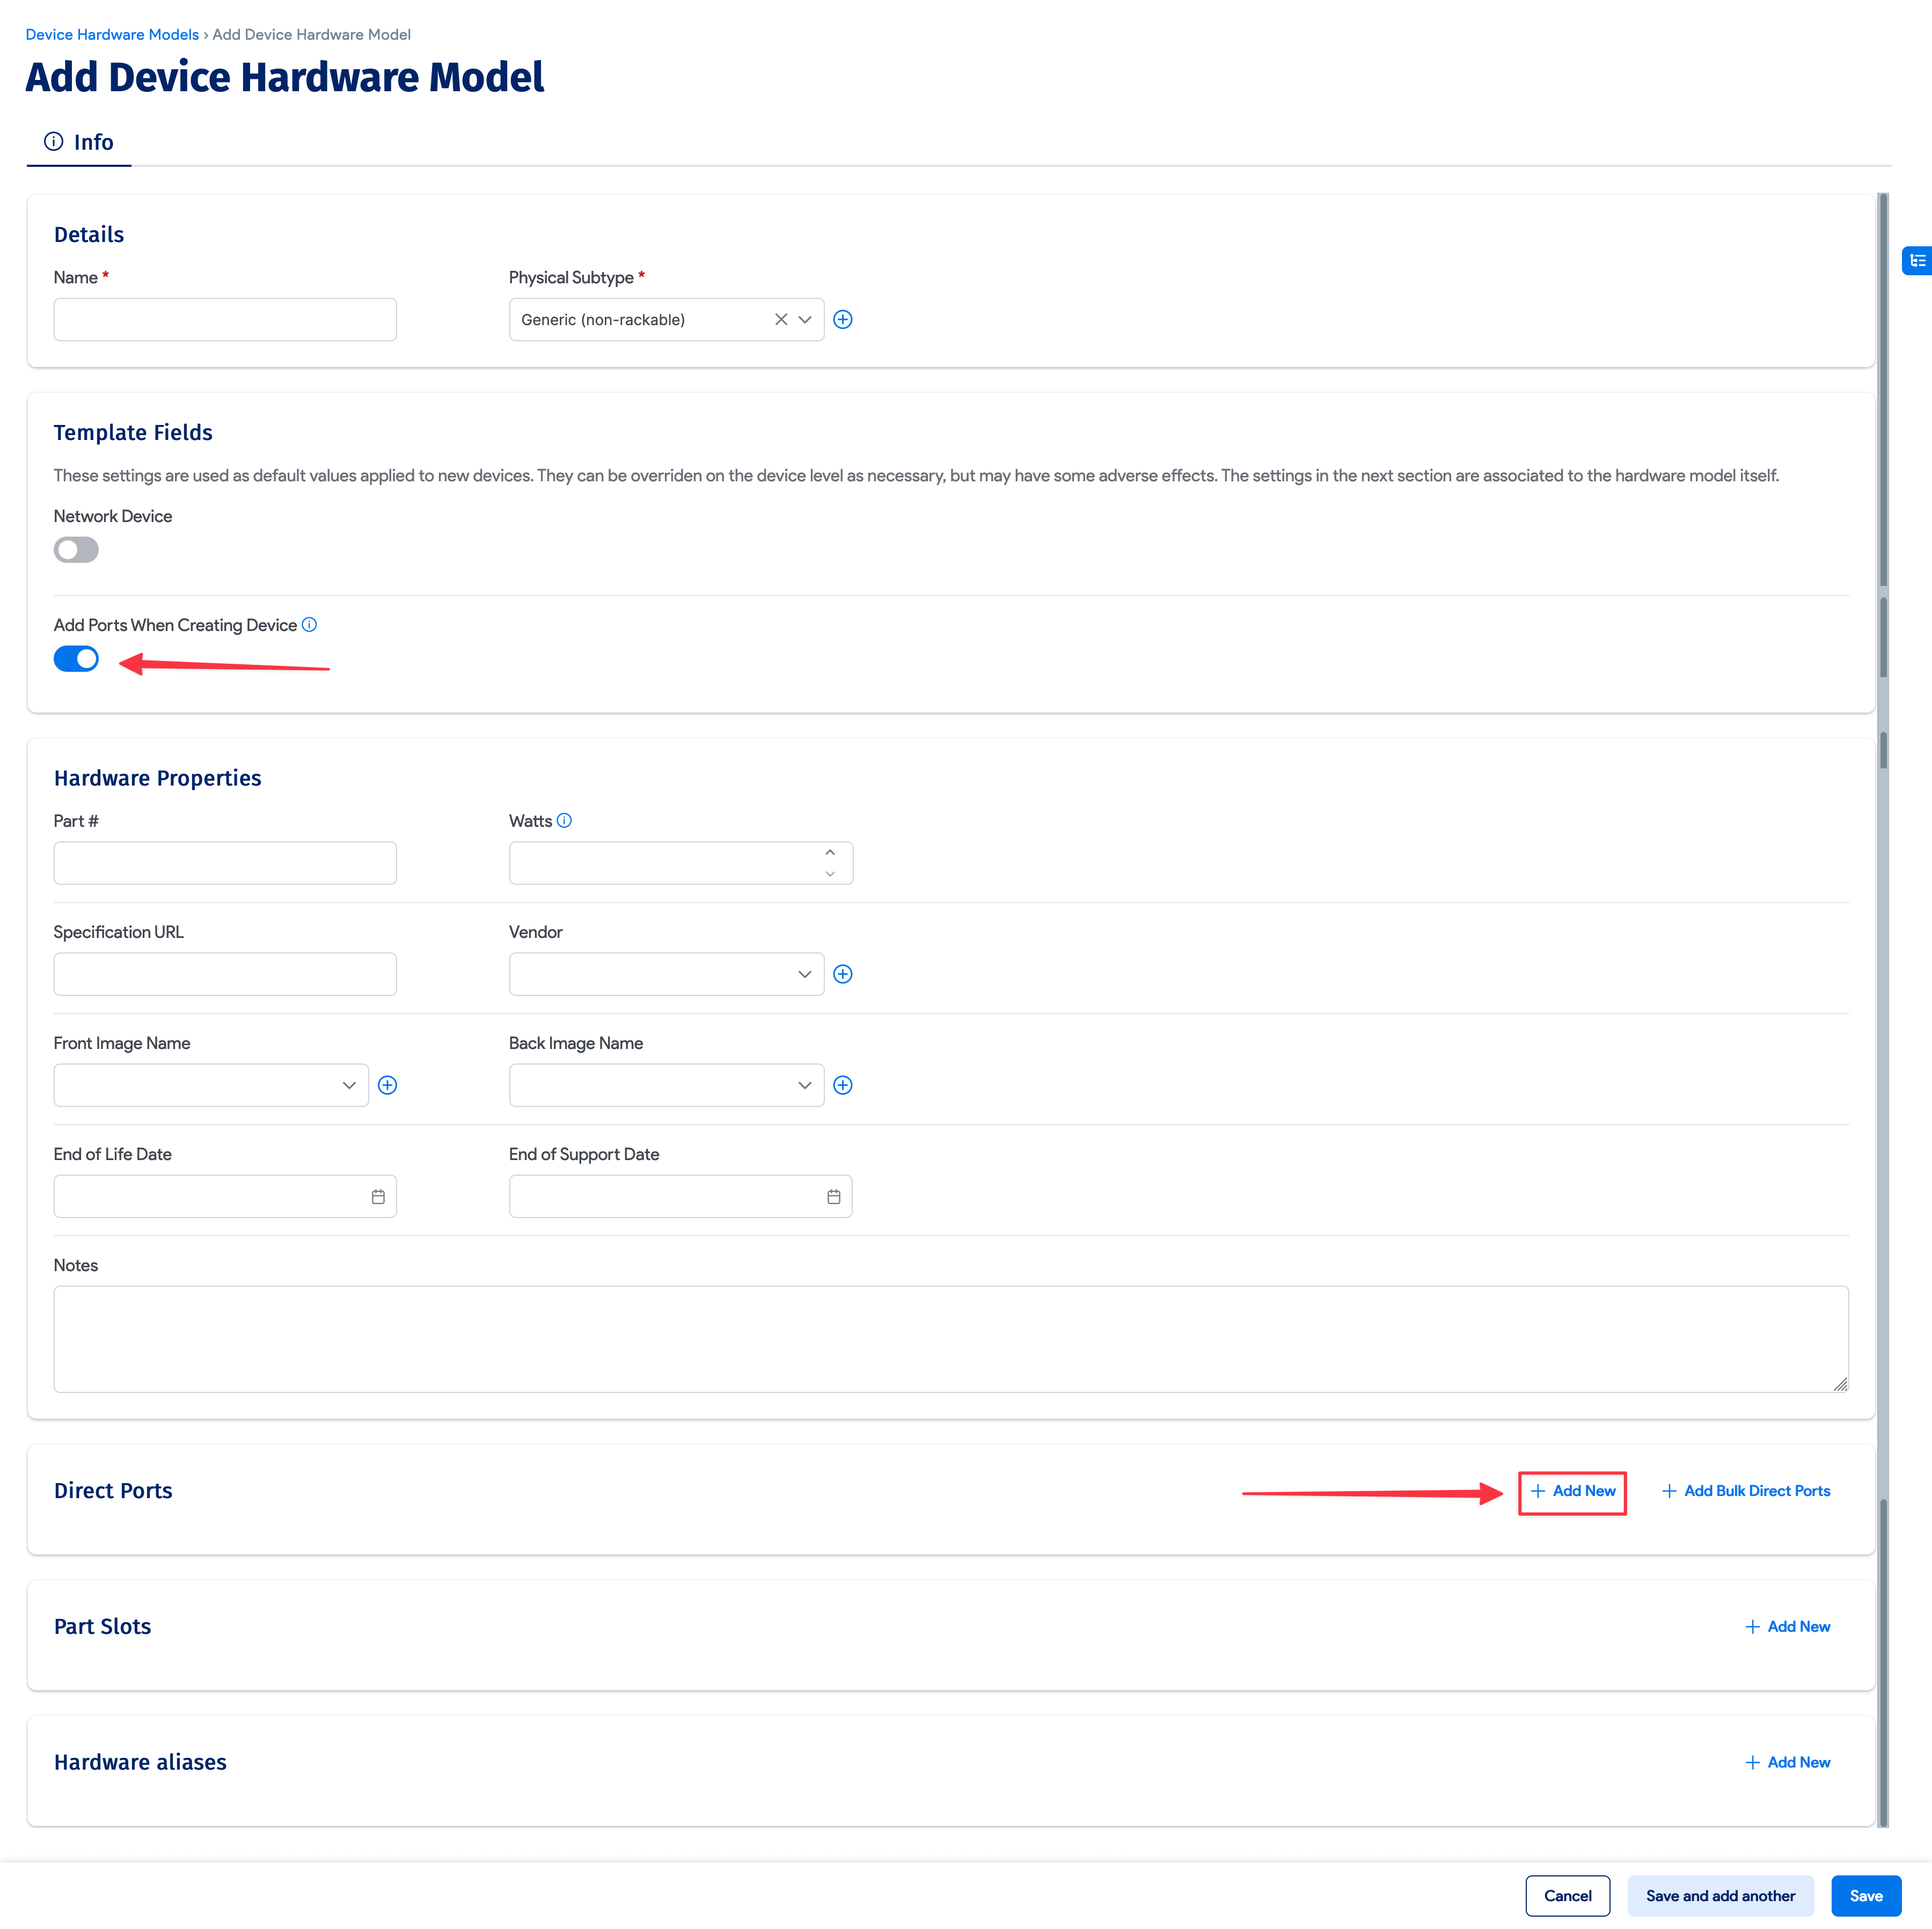 Device Hardware Models › Add Device Hardware Model
Add Device Hardware Model
Info
Details
Name *
Physical Subtype *
Generic (non-rackable)
Template Fields
These settings are used as default values applied to new devices. They can be overriden on the device level as necessary, but may have some adverse effects. The settings in the next section are associated to the hardware model itself.
Network Device
Add Ports When Creating Device
Hardware Properties
Part #
Watts
Specification URL
Vendor
Front Image Name
Back Image Name
End of Life Date
End of Support Date
Notes
Direct Ports
+ Add New
+ Add Bulk Direct Ports
Part Slots
+ Add New
Hardware aliases
+ Add New
Cancel
Save and add another
Save